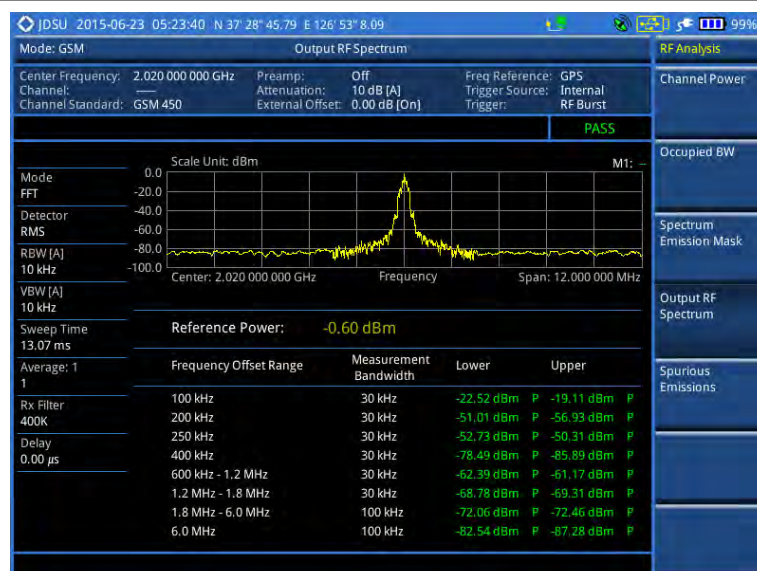 JDSU 2015-06-23 05:23:40 N 37° 28" 45.79 E 126° 53" 8.09 99%
Mode: GSM Output RF Spectrum RF Analysis
Center Frequency: 2.020 000 000 GHz Preamp: Off Freq Reference: GPS
Channel: ---- Attenuation: 10 dB [A] Trigger Source: Internal
Channel Standard: GSM 450 External Offset: 0.00 dB [On] Trigger: RF Burst
PASS
Channel Power
Occupied BW
Spectrum
Emission Mask
Output RF
Spectrum
Spurious
Emissions
Mode
FFT
Detector
RMS
RBW [A]
10 kHz
VBW [A]
10 kHz
Sweep Time
13.07 ms
Average: 1
1
Rx Filter
400K
Delay
0.00 µs
Scale Unit: dBm M1: --
0.0
-20.0
-40.0
-60.0
-80.0
-100.0
Center: 2.020 000 000 GHz Frequency Span: 12.000 000 MHz
Reference Power: -0.60 dBm
Frequency Offset Range Measurement Bandwidth Lower Upper
100 kHz 30 kHz -22.52 dBm P -19.11 dBm P
200 kHz 30 kHz -51.01 dBm P -56.93 dBm P
250 kHz 30 kHz -52.73 dBm P -50.31 dBm P
400 kHz 30 kHz -78.49 dBm P -85.89 dBm P
600 kHz - 1.2 MHz 30 kHz -62.39 dBm P -61.17 dBm P
1.2 MHz - 1.8 MHz 30 kHz -68.78 dBm P -69.31 dBm P
1.8 MHz - 6.0 MHz 100 kHz -72.06 dBm P -72.46 dBm P
6.0 MHz 100 kHz -82.54 dBm P -87.28 dBm P